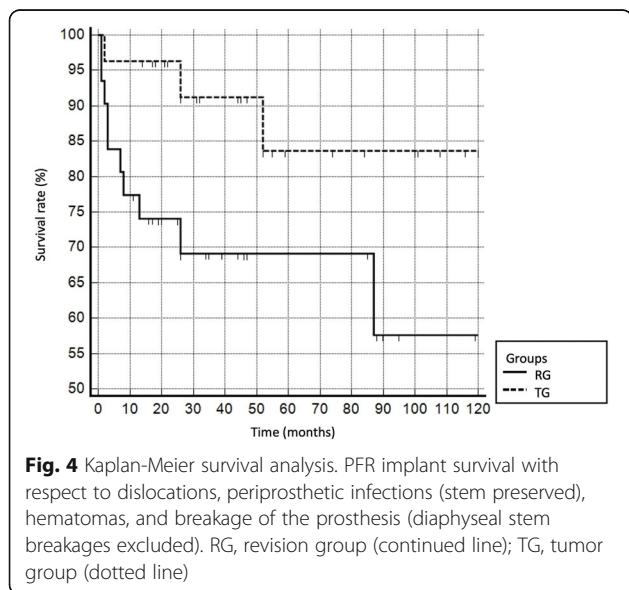 100
95
90
85
80
75
70
65
60
55
50
Survival rate (%)
0 10 20 30 40 50 60 70 80 90 100 110 120
Time (months)
Groups
RG
TG
Fig. 4 Kaplan-Meier survival analysis. PFR implant survival with
respect to dislocations, periprosthetic infections (stem preserved),
hematomas, and breakage of the prosthesis (diaphyseal stem
breakages excluded). RG, revision group (continued line); TG, tumor
group (dotted line)